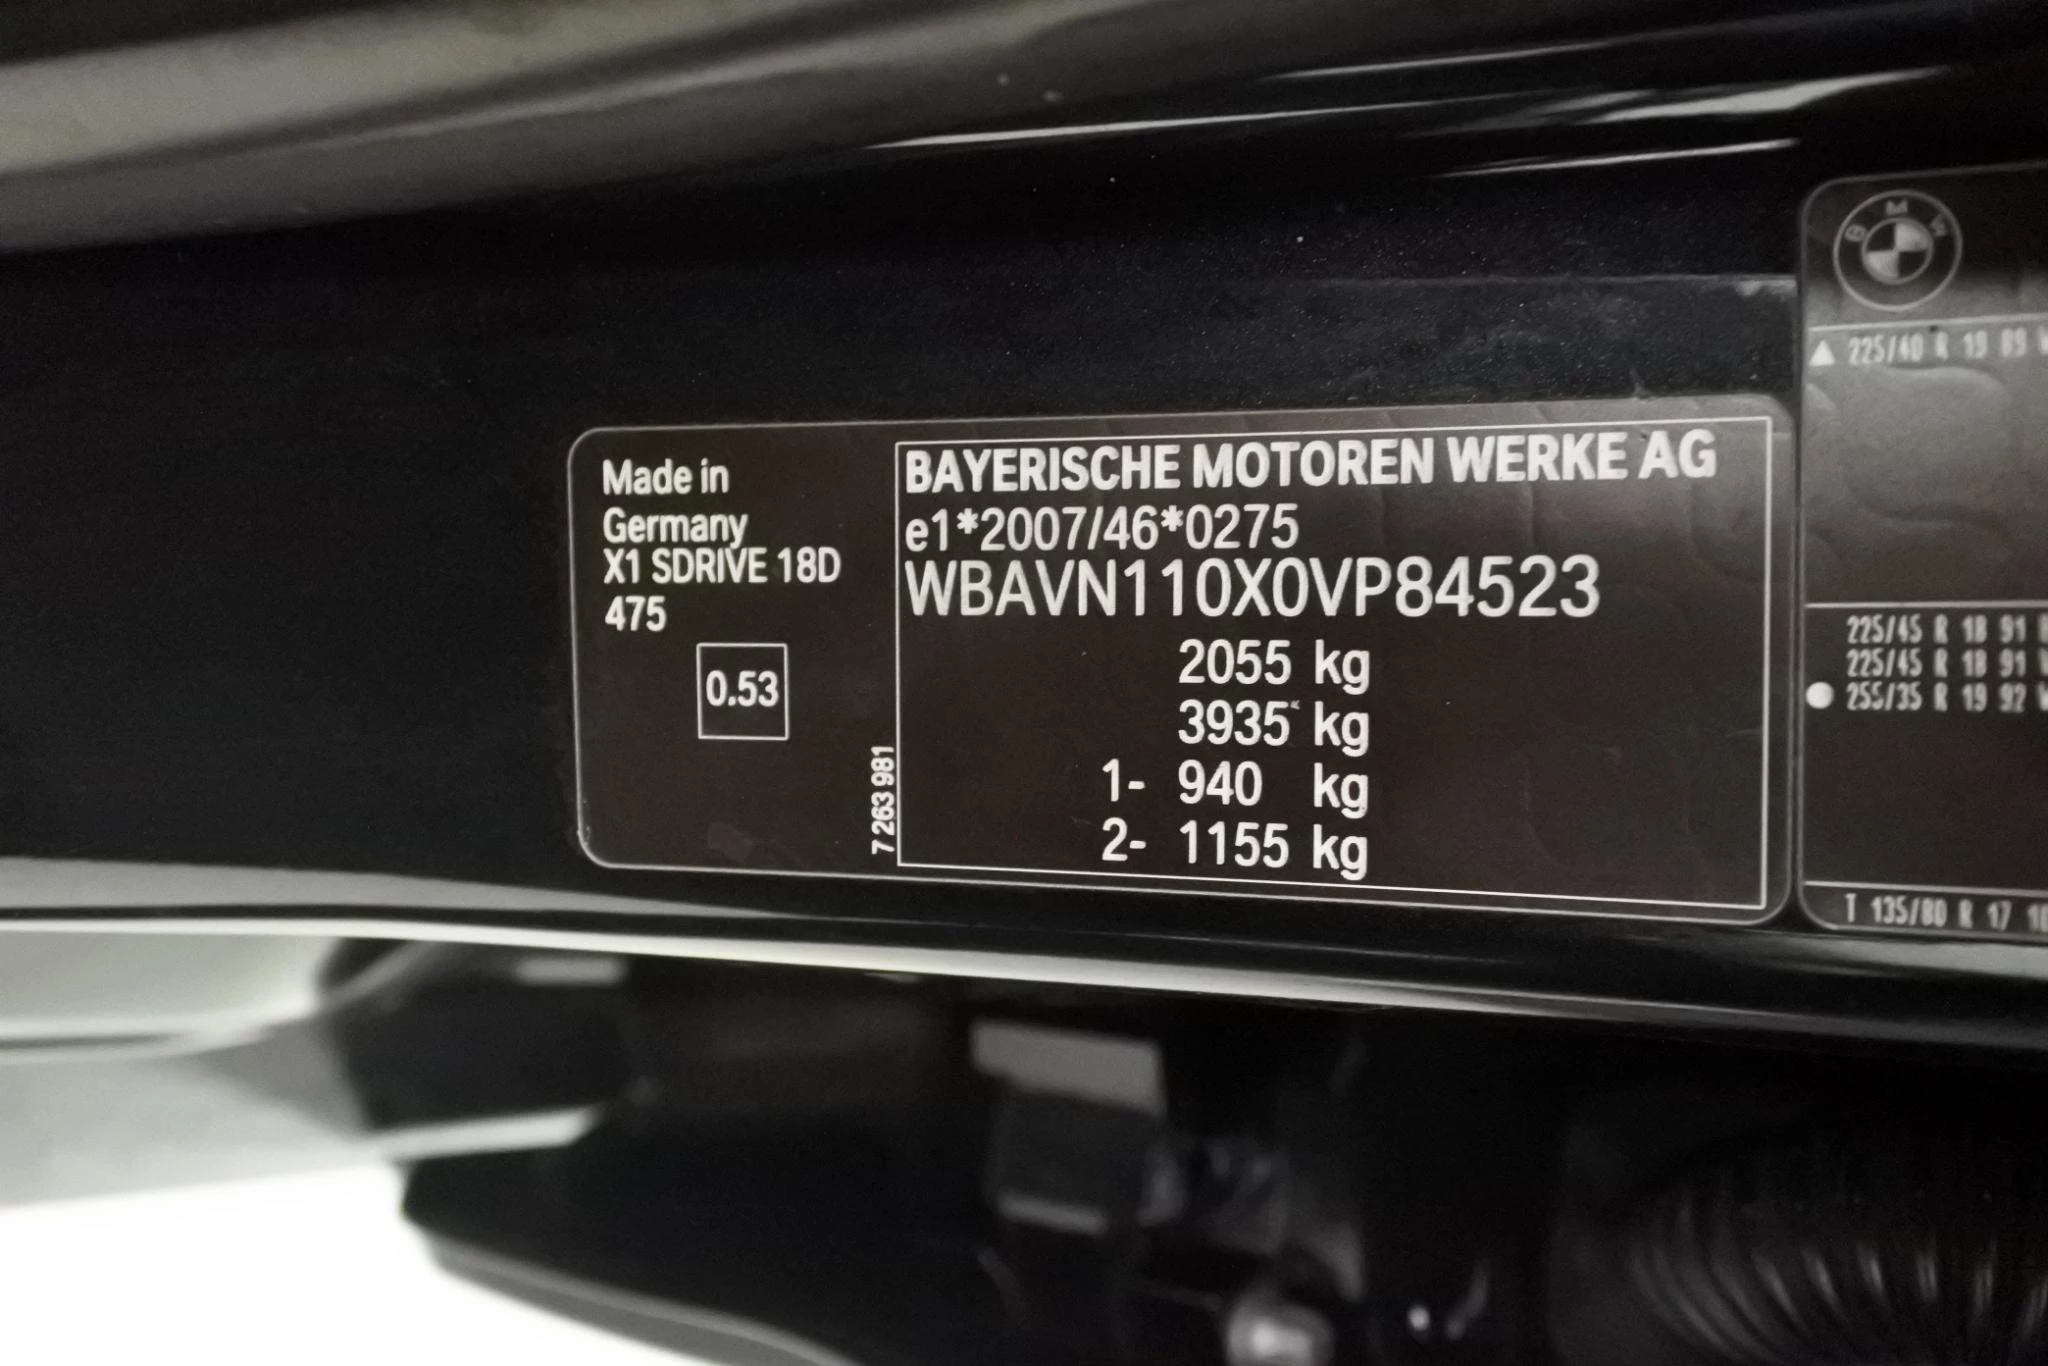 Made in
Germany
X1 SDRIVE 18D
475
0.53
7 263 981
BAYERISCHE MOTOREN WERKE AG
e1*2007/46*0275
WBAVN110X0VP84523
2055 kg
3935 kg
1- 940 kg
2- 1155 kg
BMW
225/40 R 19 89
225/45 R 18 91
225/45 R 18 91
255/35 R 19 92
T 135/80 R 17